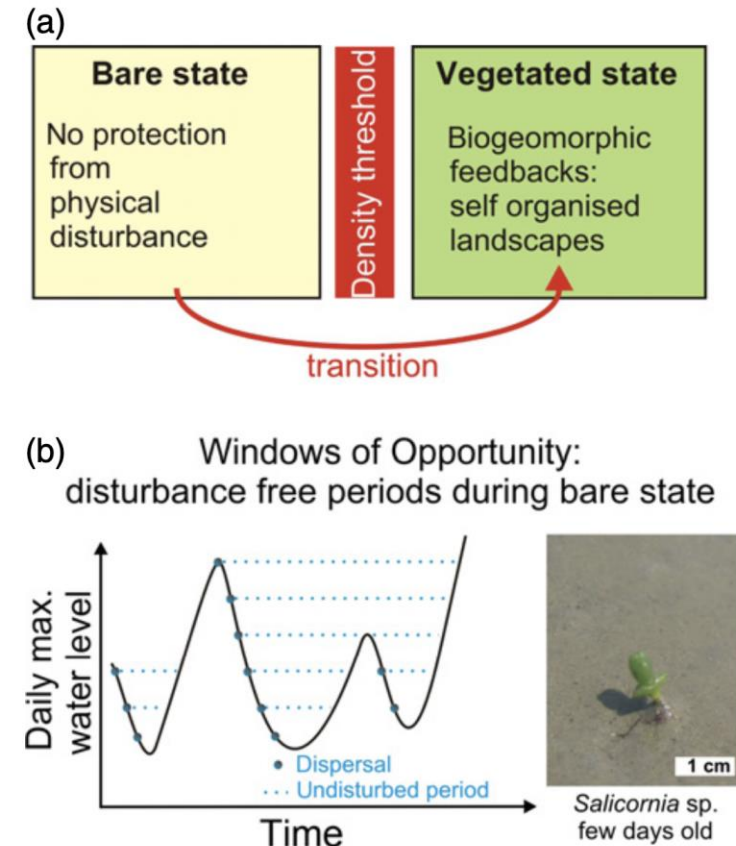 (a)
Bare state
No protection
from
physical
disturbance
Density threshold
Vegetated state
Biogeomorphic
feedbacks:
self organised
landscapes
transition
(b)
Windows of Opportunity:
disturbance free periods during bare state
Daily max.
water level
Dispersal
Undisturbed period
Time
1 cm
Salicornia sp.
few days old